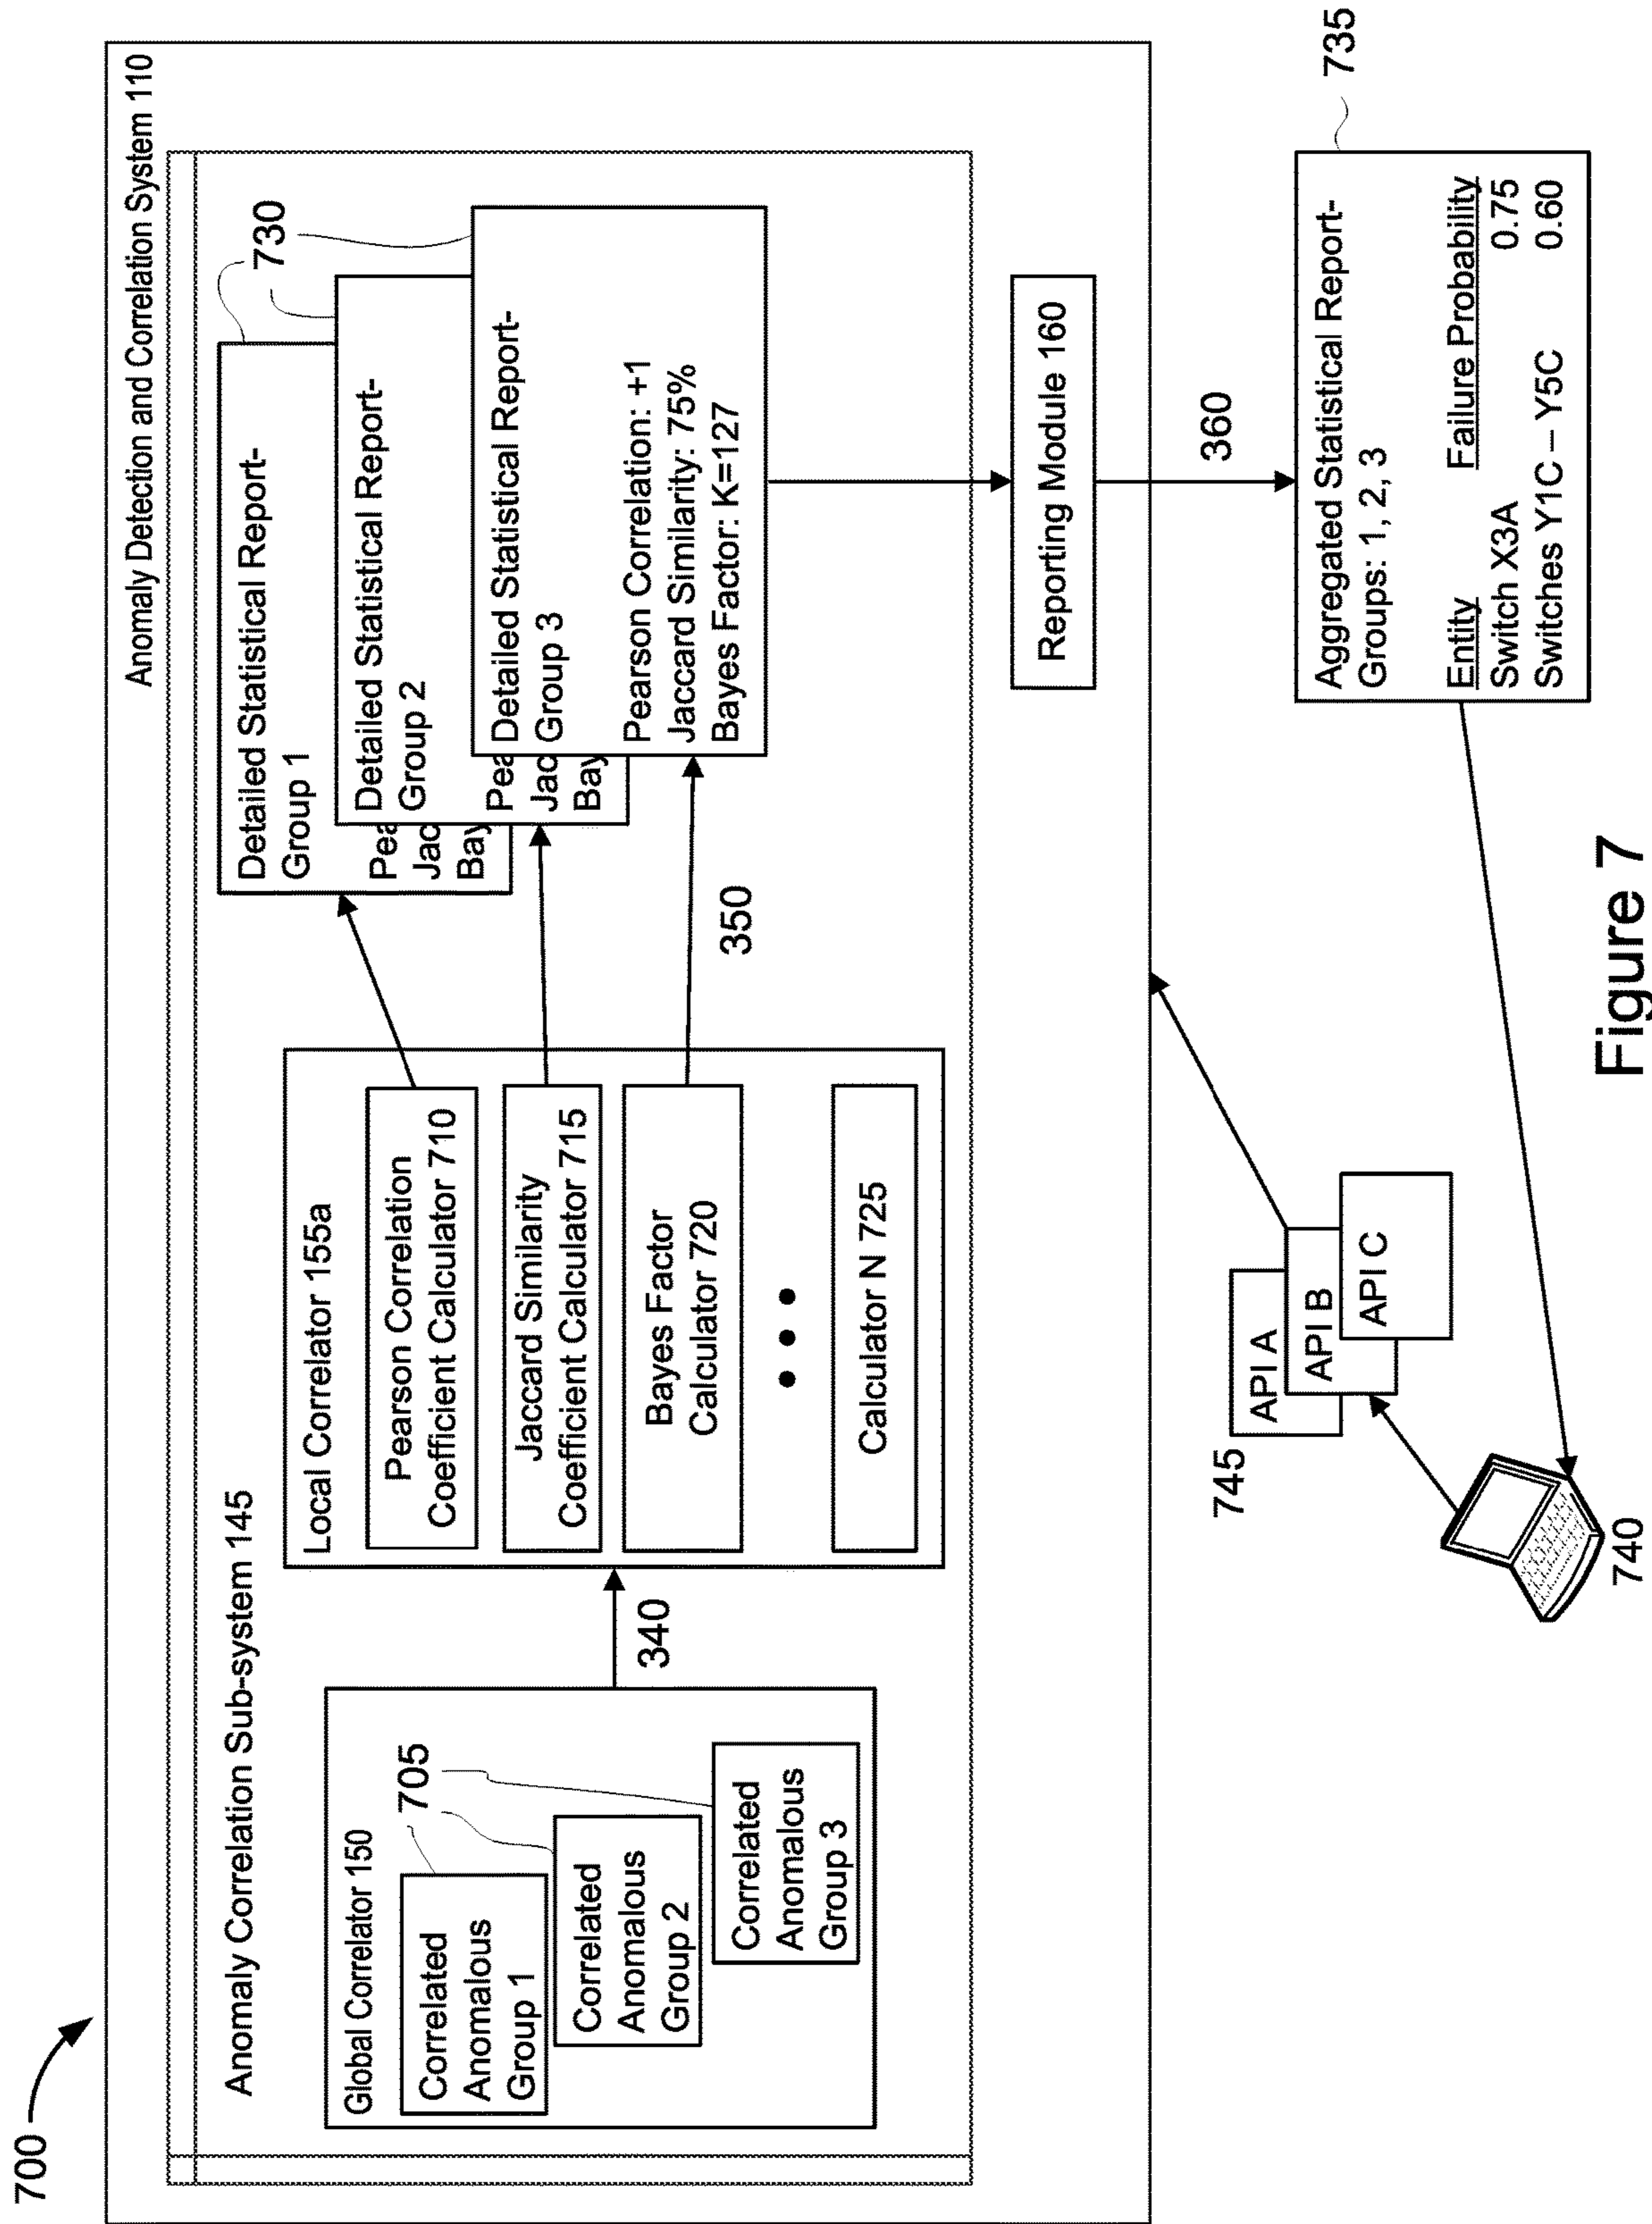 700
Anomaly Detection and Correlation System 110
Anomaly Correlation Sub-system 145
Global Correlator 150
705
Correlated
Anomalous
Group 1
Correlated
Anomalous
Group 2
Correlated
Anomalous
Group 3
340
Local Correlator 155a
Pearson Correlation
Coefficient Calculator 710
Jaccard Similarity
Coefficient Calculator 715
Bayes Factor
Calculator 720
Calculator N 725
350
730
Detailed Statistical Report-
Group 1
Pea
Jac
Bay
Detailed Statistical Report-
Group 2
Pea
Jac
Bay
Detailed Statistical Report-
Group 3
Pearson Correlation: +1
Jaccard Similarity: 75%
Bayes Factor: K=127
Reporting Module 160
360
735
Aggregated Statistical Report-
Groups: 1, 2, 3
Entity Failure Probability
Switch X3A 0.75
Switches Y1C – Y5C 0.60
745
API A
API B
API C
740
Figure 7